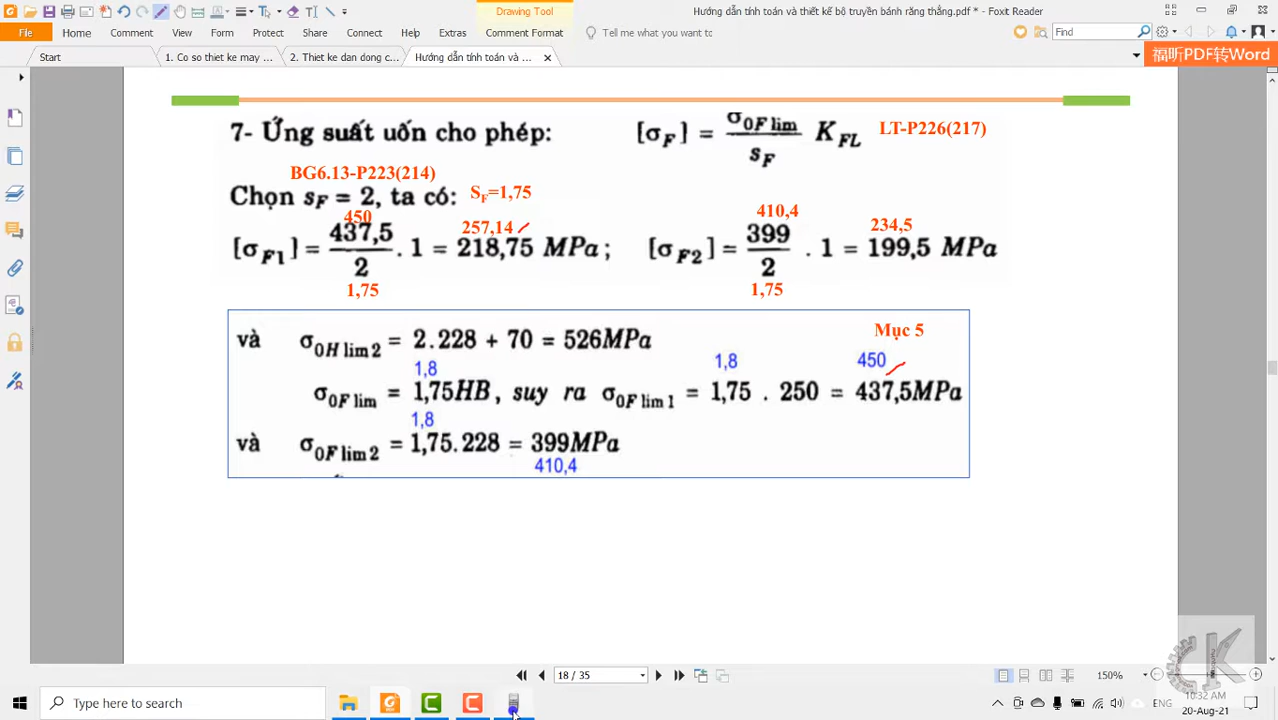 Drawing Tool
Hướng dẫn tính toán và thiết kế bộ truyền bánh răng thẳng.pdf * - Foxit Reader
File Home Comment View Form Protect Share Connect Help Extras Comment Format Tell me what you want to Find
Start 1. Co so thiet ke may ... 2. Thiet ke dan dong c... Hướng dẫn tính toán và ... 福昕PDF转Word
7- Ứng suất uốn cho phép: [σF] = σ0F lim / sF KFL LT-P226(217)
BG6.13-P223(214)
Chọn sF = 2, ta có: SF=1,75
450 257,14 410,4 234,5
[σF1] = 437,5 / 2 . 1 = 218,75 MPa ; [σF2] = 399 / 2 . 1 = 199,5 MPa
1,75 1,75
Mục 5
và σ0H lim2 = 2.228 + 70 = 526MPa
1,8 1,8 450
σ0F lim = 1,75HB, suy ra σ0F lim1 = 1,75 . 250 = 437,5MPa
1,8
và σ0F lim2 = 1,75.228 = 399MPa
410,4
18 / 35 150%
Type here to search
ENG 10:32 AM
20-Aug-21